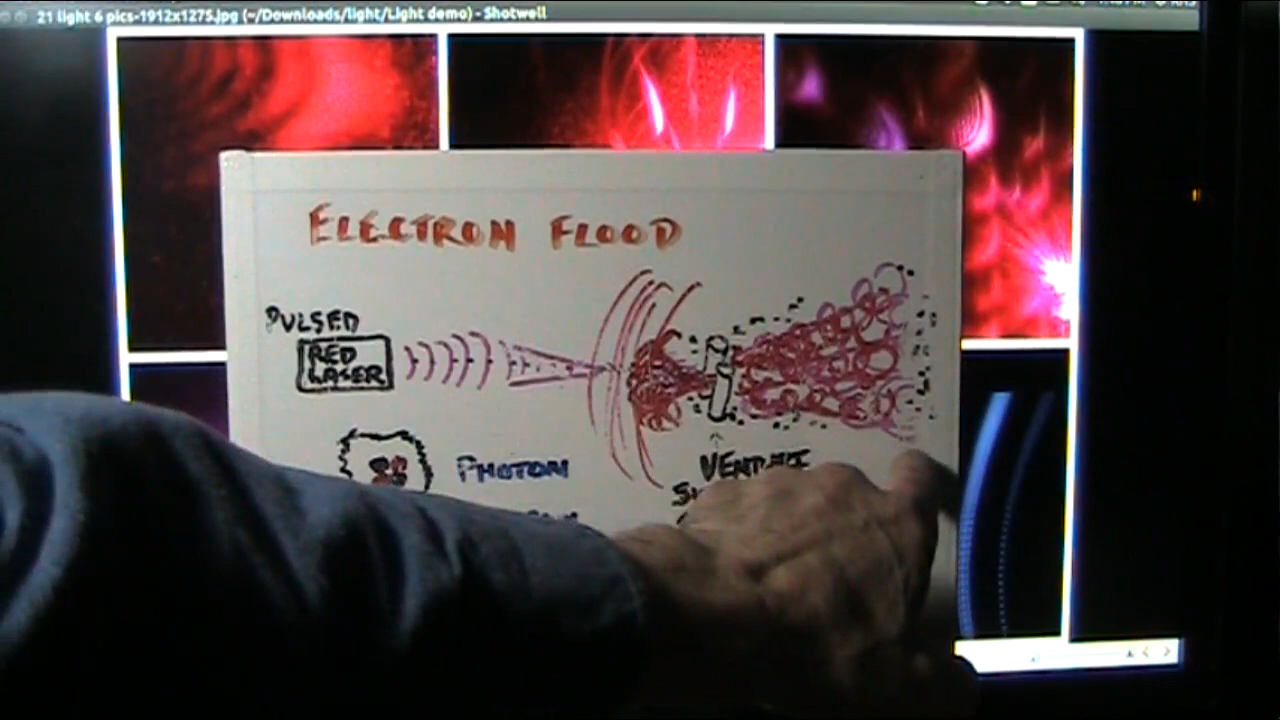 21 light 6 pics-1912x1275.jpg (~/Downloads/light/Light demo) - Shotwell
ELECTRON FLOOD
PULSED
RED
LASER
PHOTON